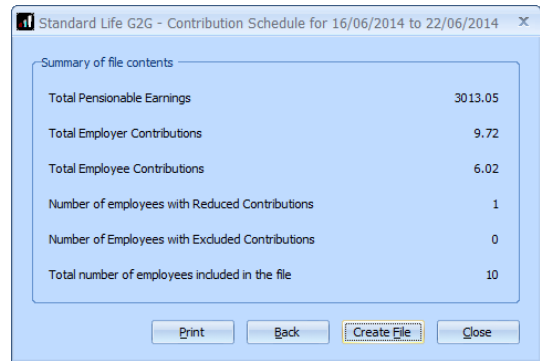 Standard Life G2G - Contribution Schedule for 16/06/2014 to 22/06/2014 x
Summary of file contents
Total Pensionable Earnings 3013.05
Total Employer Contributions 9.72
Total Employee Contributions 6.02
Number of employees with Reduced Contributions 1
Number of Employees with Excluded Contributions 0
Total number of employees included in the file 10
Print Back Create File Close